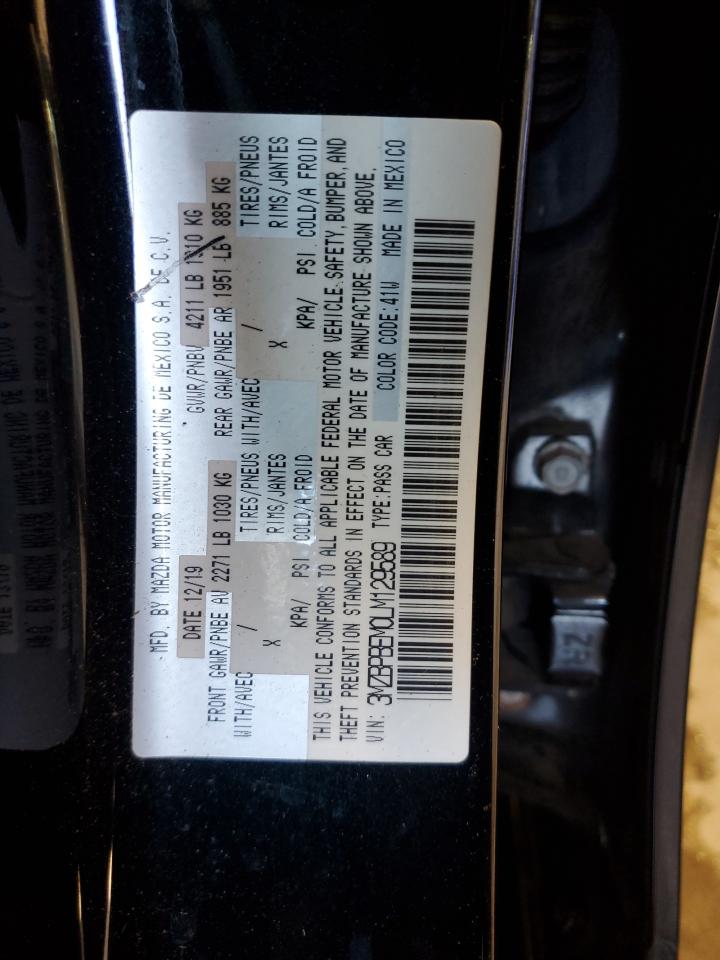 MFD. BY MAZDA MOTOR MANUFACTURING DE MEXICO S.A. DE C.V.
DATE 12/19 GVWR/PNBV 4211 LB 1910 KG
FRONT GAWR/PNBE AV 2271 LB 1030 KG REAR GAWR/PNBE AR 1951 LB 885 KG
WITH/AVEC / TIRES/PNEUS WITH/AVEC / TIRES/PNEUS
X RIMS/JANTES X RIMS/JANTES
KPA/ PSI COLD/A FROID KPA/ PSI COLD/A FROID
THIS VEHICLE CONFORMS TO ALL APPLICABLE FEDERAL MOTOR VEHICLE SAFETY, BUMPER, AND
THEFT PREVENTION STANDARDS IN EFFECT ON THE DATE OF MANUFACTURE SHOWN ABOVE.
VIN: 3MZBPBEM0LM129589 TYPE:PASS CAR COLOR CODE:41W MADE IN MEXICO